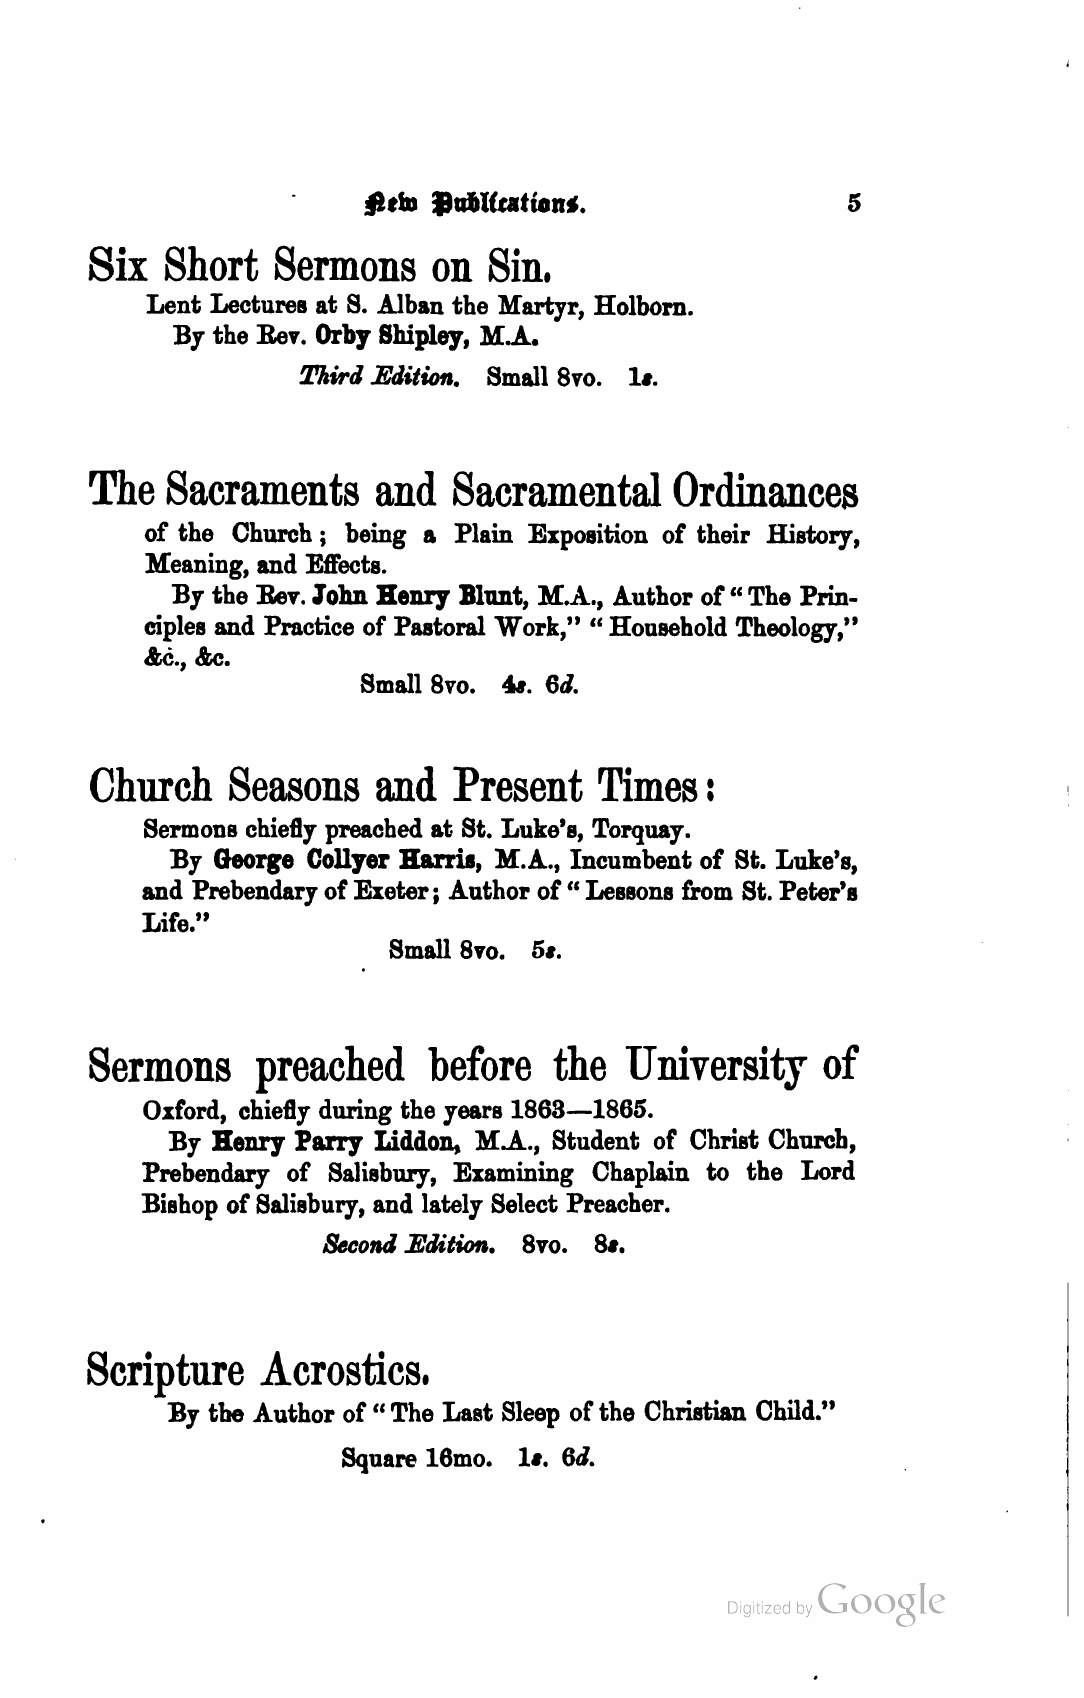 New Publications. 5
Six Short Sermons on Sin.
Lent Lectures at S. Alban the Martyr, Holborn.
By the Rev. Orby Shipley, M.A.
Third Edition. Small 8vo. 1s.
The Sacraments and Sacramental Ordinances
of the Church; being a Plain Exposition of their History,
Meaning, and Effects.
By the Rev. John Henry Blunt, M.A., Author of "The Prin-
ciples and Practice of Pastoral Work," "Household Theology,"
&c., &c.
Small 8vo. 4s. 6d.
Church Seasons and Present Times:
Sermons chiefly preached at St. Luke's, Torquay.
By George Collyer Harris, M.A., Incumbent of St. Luke's,
and Prebendary of Exeter; Author of "Lessons from St. Peter's
Life."
Small 8vo. 5s.
Sermons preached before the University of
Oxford, chiefly during the years 1863—1865.
By Henry Parry Liddon, M.A., Student of Christ Church,
Prebendary of Salisbury, Examining Chaplain to the Lord
Bishop of Salisbury, and lately Select Preacher.
Second Edition. 8vo. 8s.
Scripture Acrostics.
By the Author of "The Last Sleep of the Christian Child."
Square 16mo. 1s. 6d.
Digitized by Google